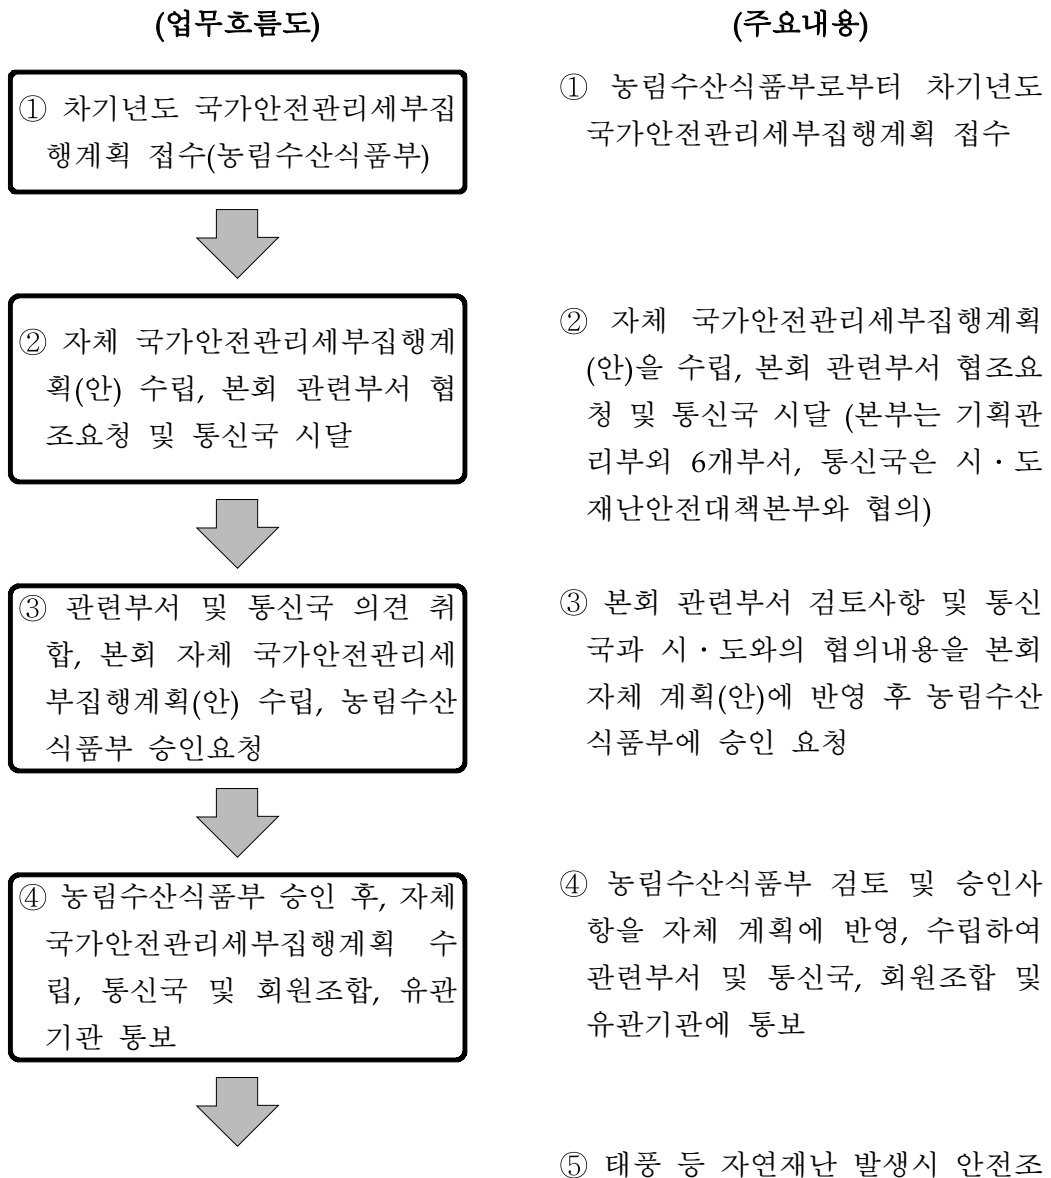 (업무흐름도)
(주요내용)
① 차기년도 국가안전관리세부집
행계획 접수(농림수산식품부)
① 농림수산식품부로부터 차기년도
국가안전관리세부집행계획 접수
② 자체 국가안전관리세부집행계
획(안) 수립, 본회 관련부서 협
조요청 및 통신국 시달
② 자체 국가안전관리세부집행계획
(안)을 수립, 본회 관련부서 협조요
청 및 통신국 시달 (본부는 기획관
리부외 6개부서, 통신국은 시·도
재난안전대책본부와 협의)
③ 관련부서 및 통신국 의견 취
합, 본회 자체 국가안전관리세
부집행계획(안) 수립, 농림수산
식품부 승인요청
③ 본회 관련부서 검토사항 및 통신
국과 시·도와의 협의내용을 본회
자체 계획(안)에 반영 후 농림수산
식품부에 승인 요청
④ 농림수산식품부 승인 후, 자체
국가안전관리세부집행계획 수
립, 통신국 및 회원조합, 유관
기관 통보
④ 농림수산식품부 검토 및 승인사
항을 자체 계획에 반영, 수립하여
관련부서 및 통신국, 회원조합 및
유관기관에 통보
⑤ 태풍 등 자연재난 발생시 안전조